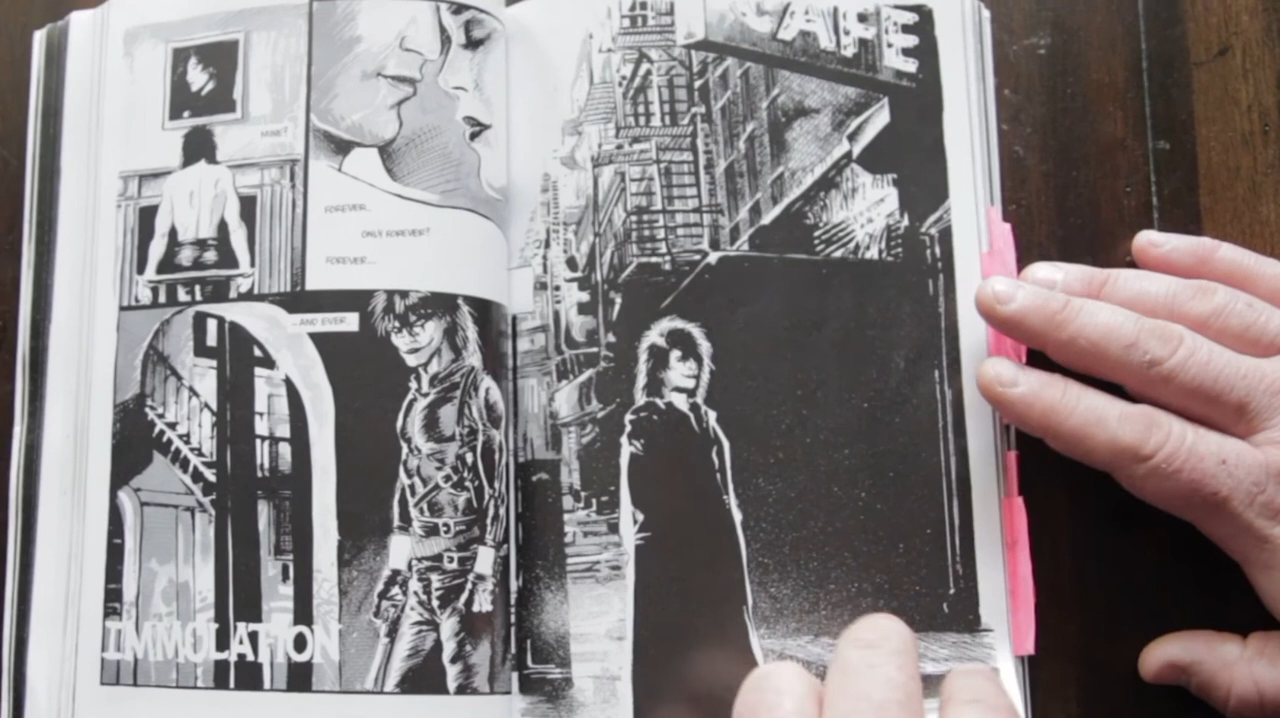 MINE?
FOREVER...
ONLY FOREVER?
FOREVER...
...AND EVER...
IMMOLATION
CAFE